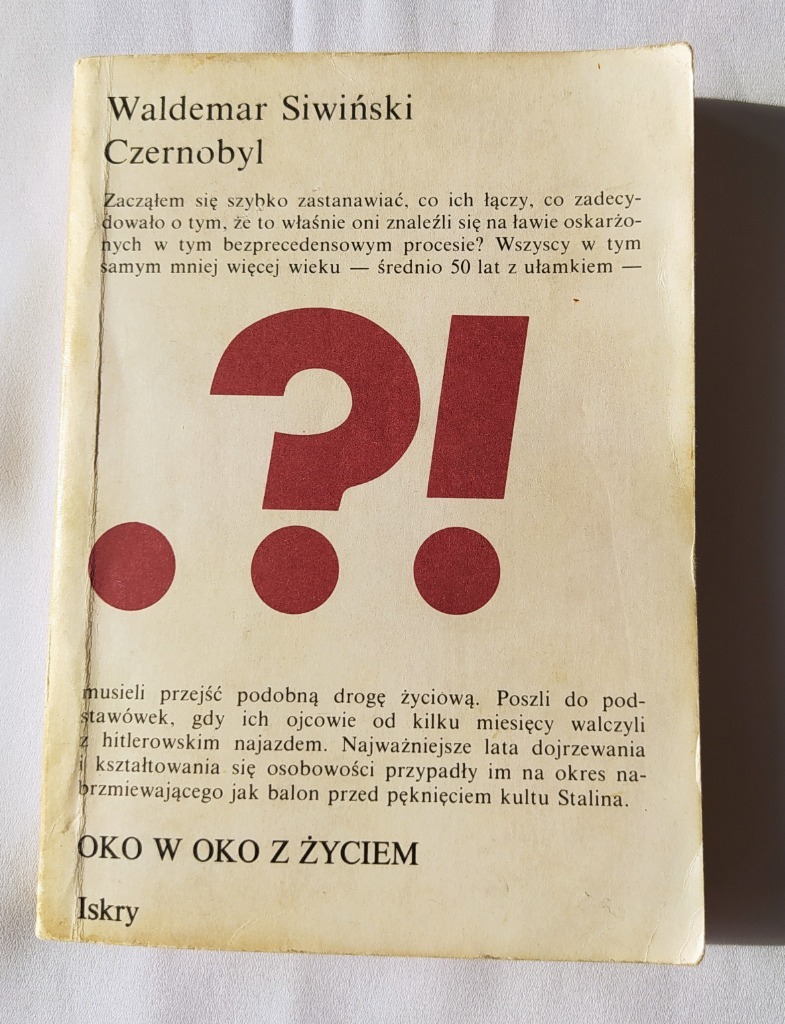 Waldemar Siwiński
Czernobyl
Zacząłem się szybko zastanawiać, co ich łączy, co zadecy-
dowało o tym, że to właśnie oni znaleźli się na ławie oskarżo-
nych w tym bezprecedensowym procesie? Wszyscy w tym
samym mniej więcej wieku — średnio 50 lat z ułamkiem —
.?!
musieli przejść podobną drogę życiową. Poszli do pod-
stawówek, gdy ich ojcowie od kilku miesięcy walczyli
z hitlerowskim najazdem. Najważniejsze lata dojrzewania
i kształtowania się osobowości przypadły im na okres na-
brzmiewającego jak balon przed pęknięciem kultu Stalina.
OKO W OKO Z ŻYCIEM
Iskry